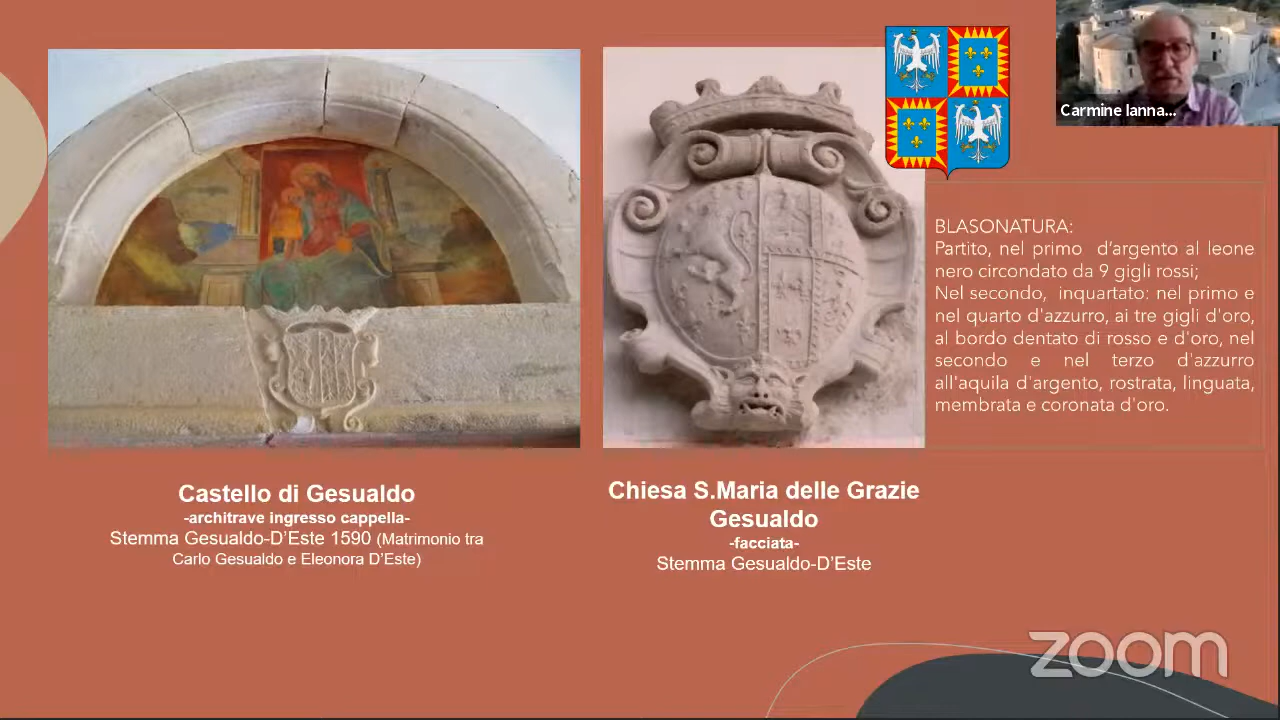 Carmine Ianna...
BLASONATURA:
Partito, nel primo d'argento al leone
nero circondato da 9 gigli rossi;
Nel secondo, inquartato: nel primo e
nel quarto d'azzurro, ai tre gigli d'oro,
al bordo dentato di rosso e d'oro, nel
secondo e nel terzo d'azzurro
all'aquila d'argento, rostrata, linguata,
membrata e coronata d'oro.
Castello di Gesualdo
-architrave ingresso cappella-
Stemma Gesualdo-D'Este 1590 (Matrimonio tra
Carlo Gesualdo e Eleonora D'Este)
Chiesa S.Maria delle Grazie
Gesualdo
-facciata-
Stemma Gesualdo-D'Este
zoom